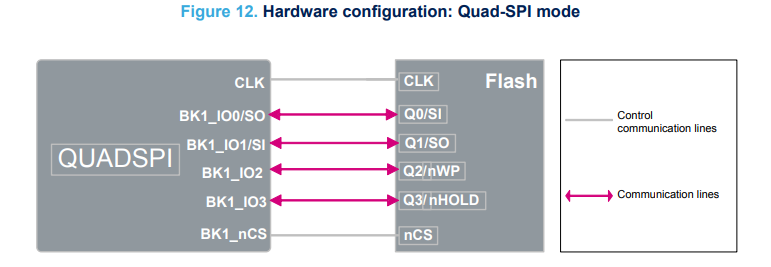 Figure 12. Hardware configuration: Quad-SPI mode
CLK
BK1_IO0/SO
BK1_IO1/SI
QUADSPI
BK1_IO2
BK1_IO3
BK1_nCS
CLK
Flash
Q0/SI
Q1/SO
Q2/nWP
Q3/nHOLD
nCS
Control
communication lines
Communication lines